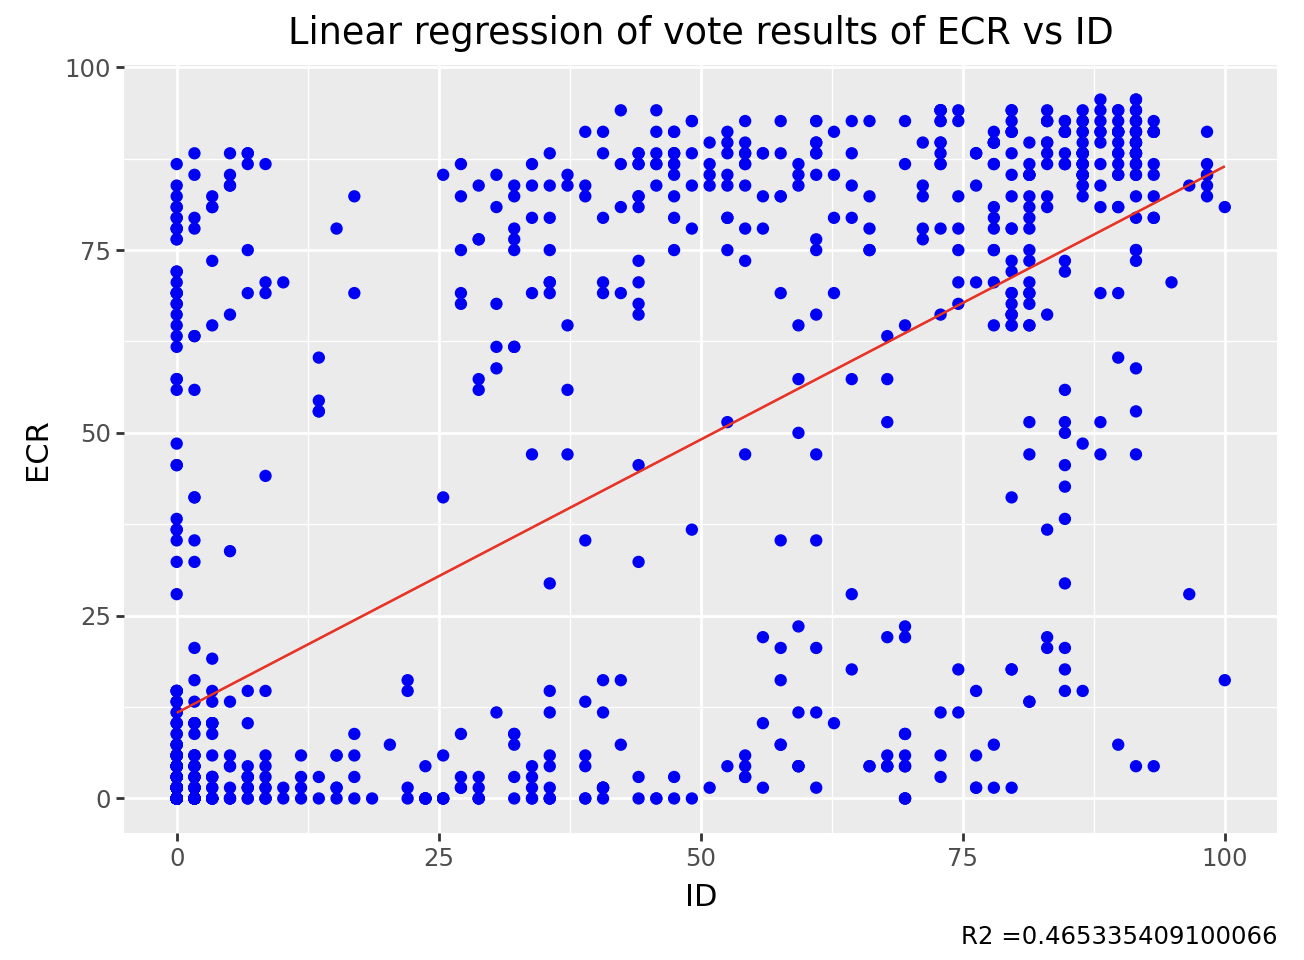 Linear regression of vote results of ECR vs ID
100
75
50
25
0
ECR
0 25 50 75 100
ID
R2 =0.465335409100066